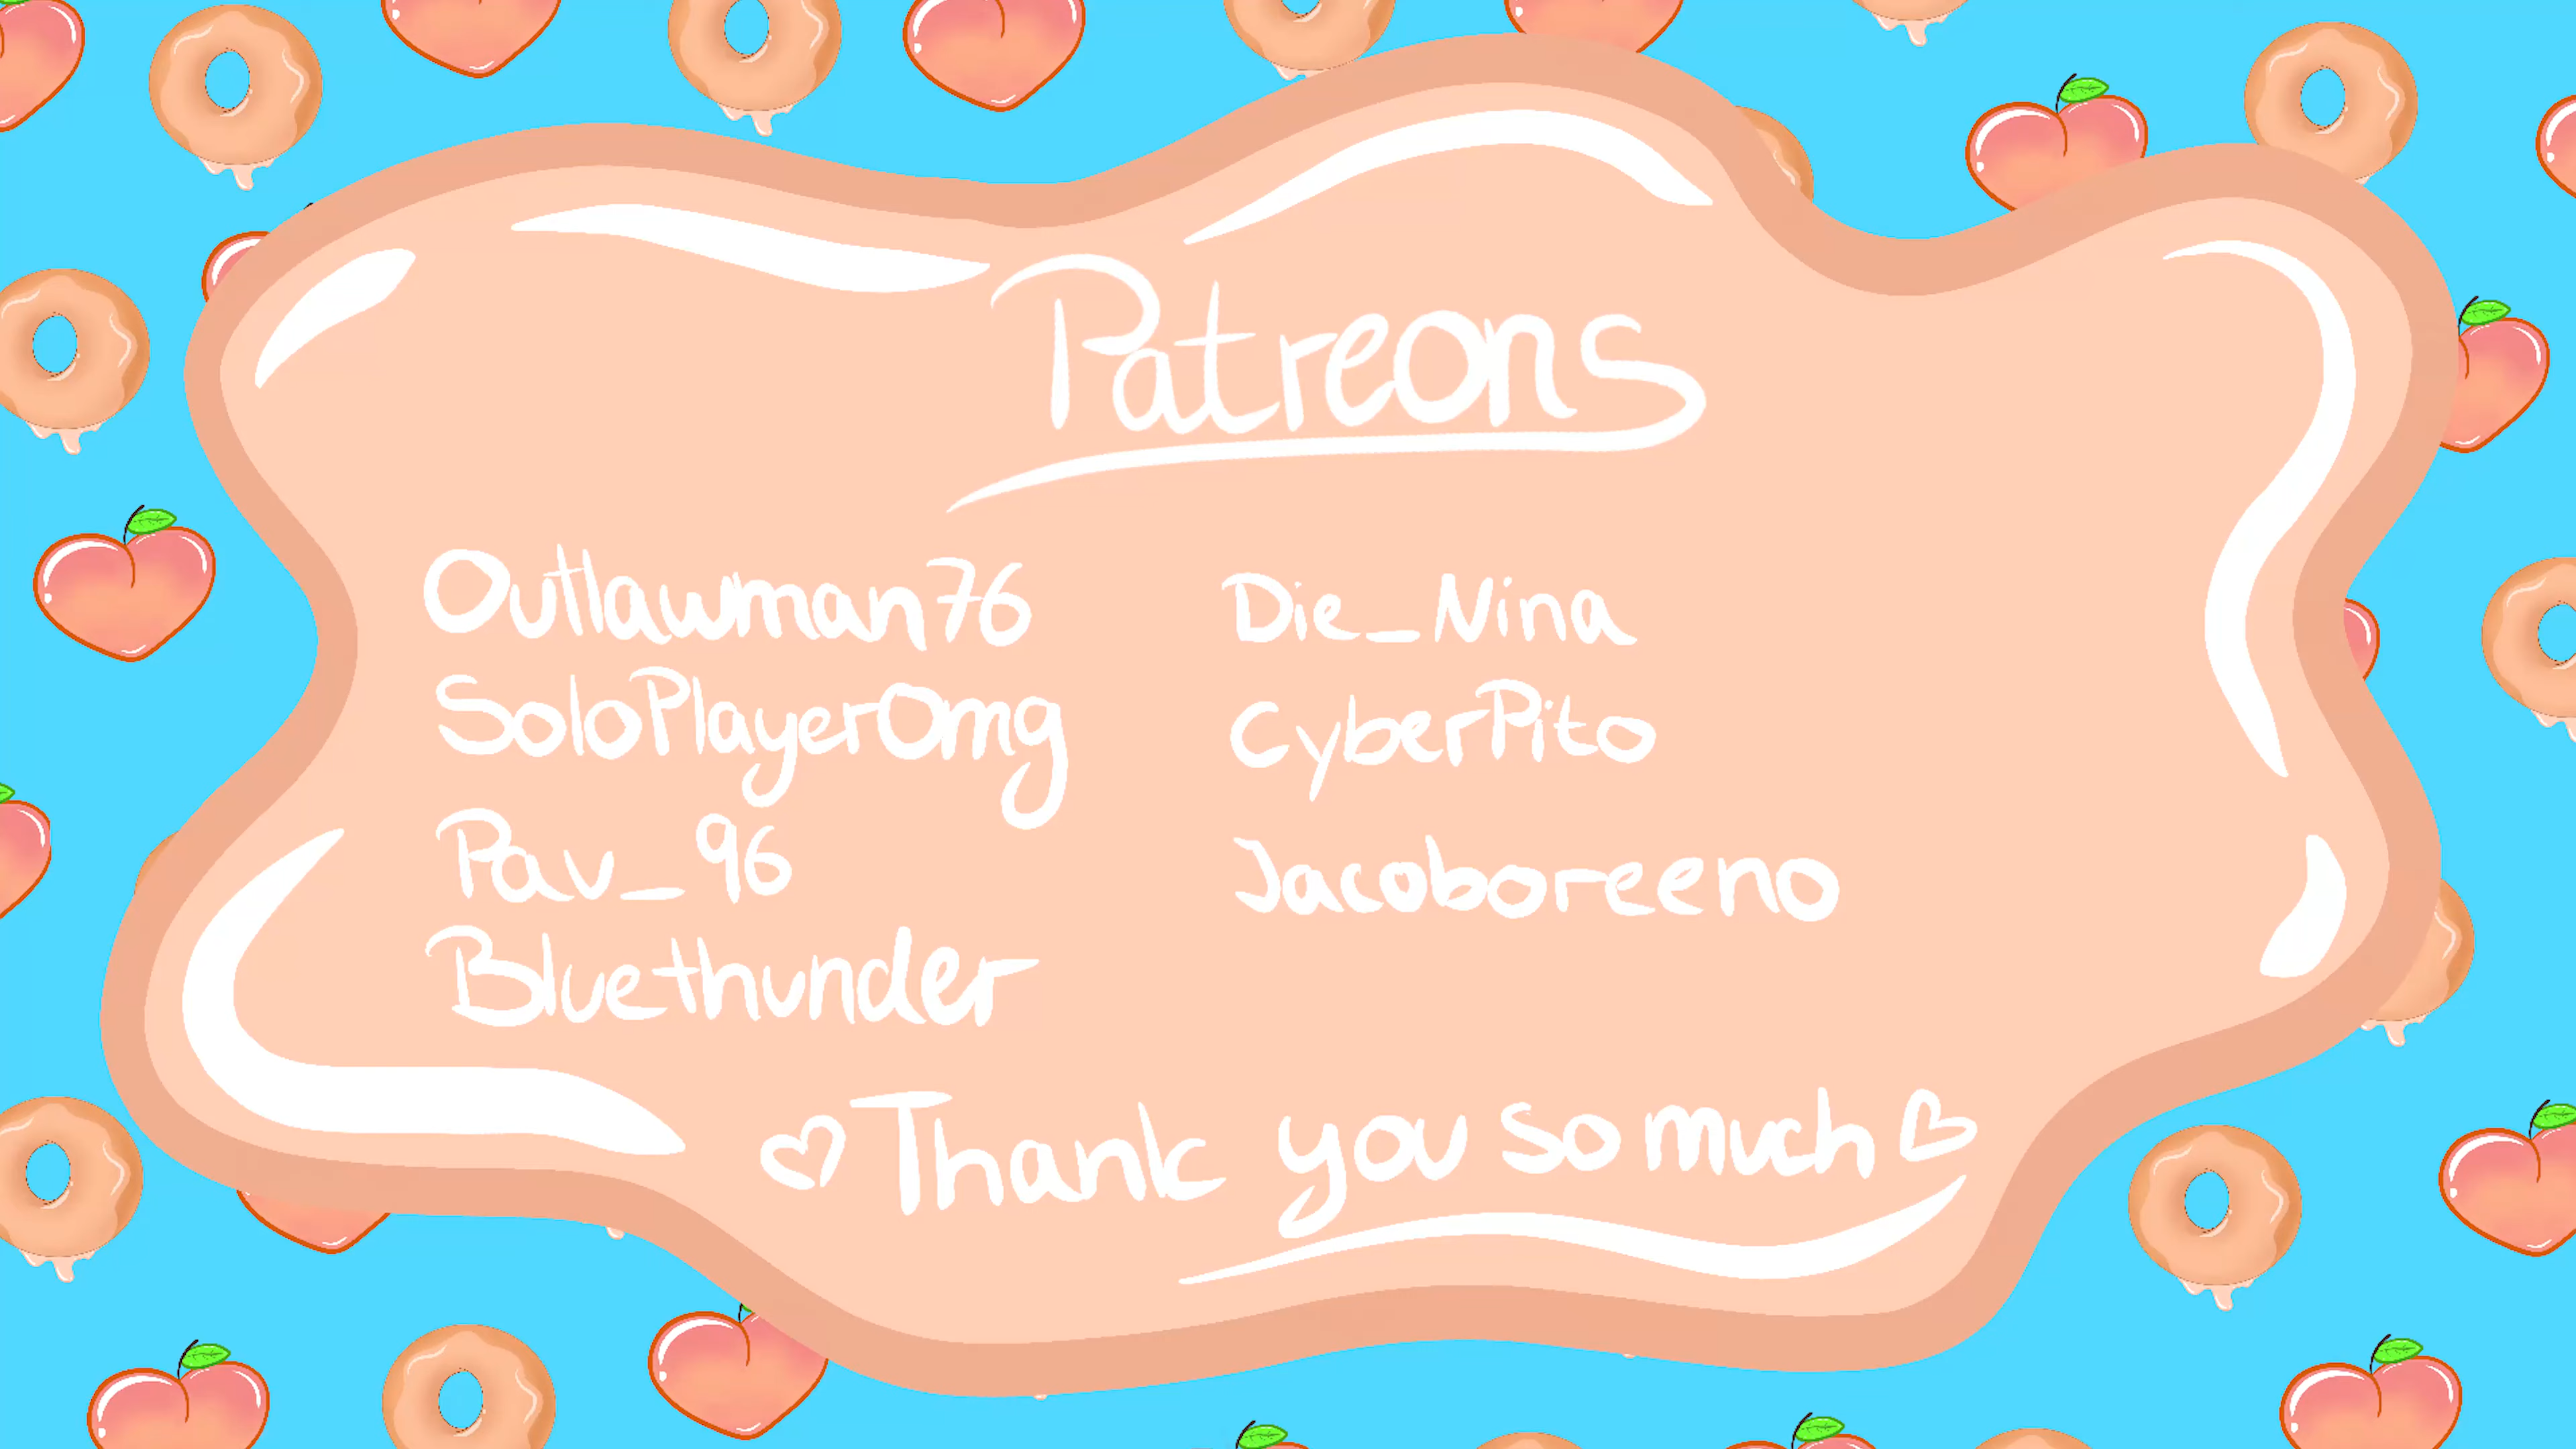 Patreons
Outlawman76
SoloPlayerOmg
Pav_96
Bluethunder
Die_Nina
CyberPito
Jacoboreeno
♡Thank you so much♡